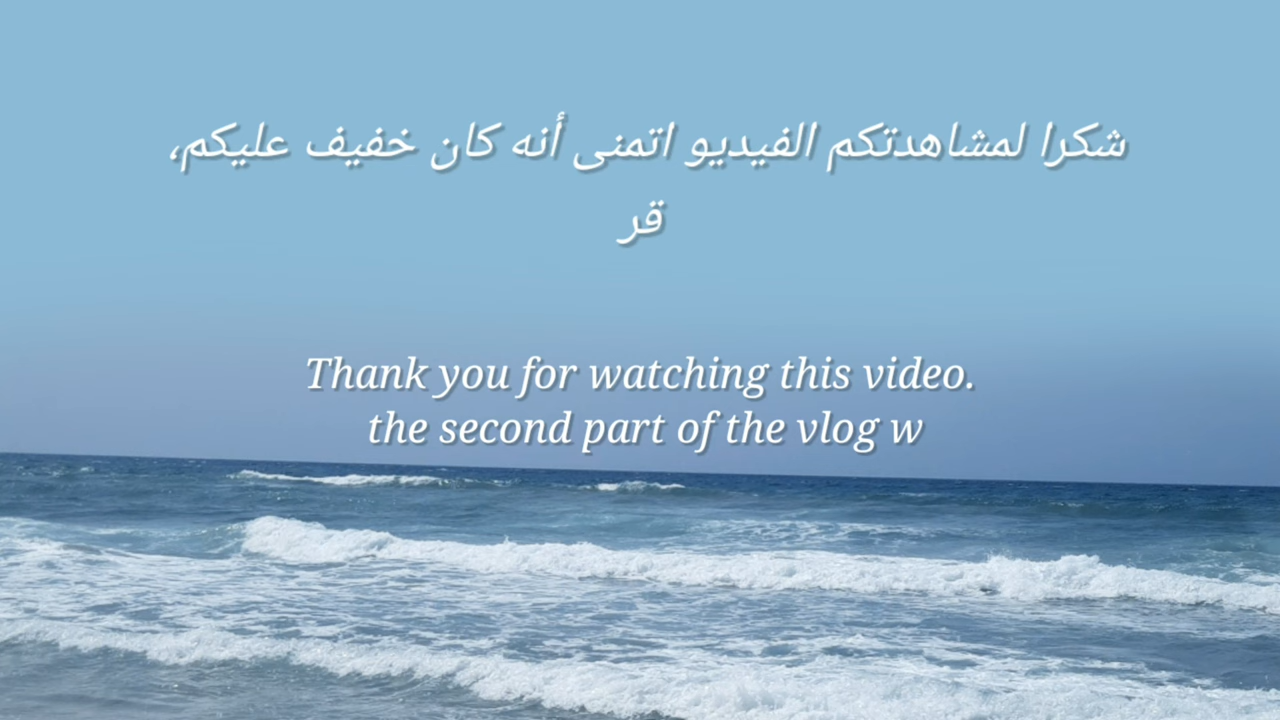 شكرا لمشاهدتكم الفيديو اتمنى أنه كان خفيف عليكم،
قر
Thank you for watching this video.
the second part of the vlog w